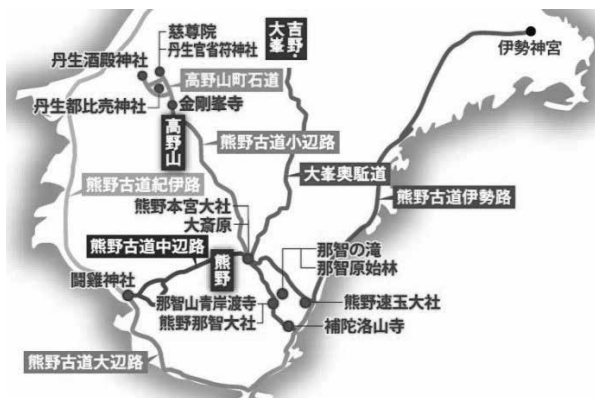 慈尊院
丹生官省符神社
丹生酒殿神社
吉野・大峯
伊勢神宮
高野山町石道
丹生都比売神社
金剛峯寺
高野山
熊野古道小辺路
大峯奥駈道
熊野古道紀伊路
熊野古道伊勢路
熊野本宮大社
大斎原
熊野古道中辺路
熊野
那智の滝
那智原始林
闘雞神社
那智山青岸渡寺
熊野那智大社
熊野速玉大社
補陀洛山寺
熊野古道大辺路